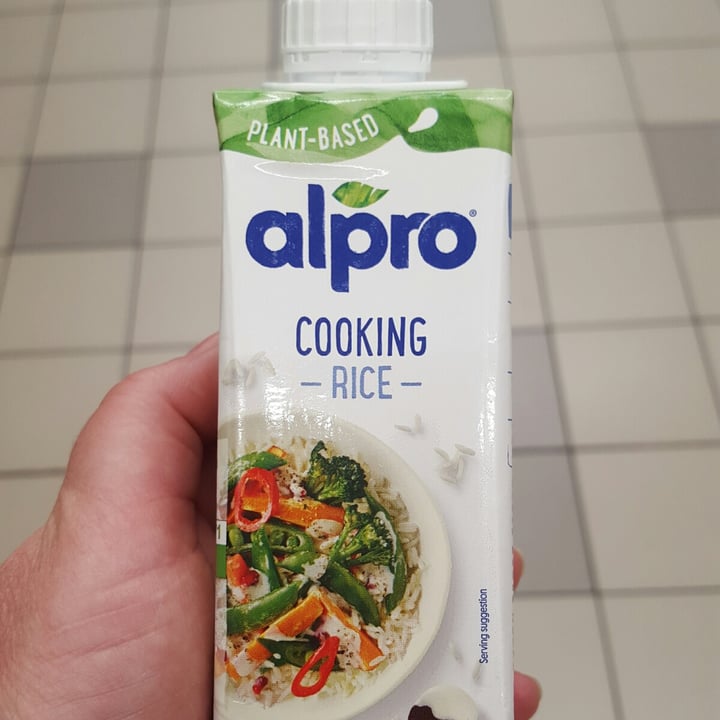 PLANT-BASED
alpro®
COOKING
– RICE –
Serving suggestion